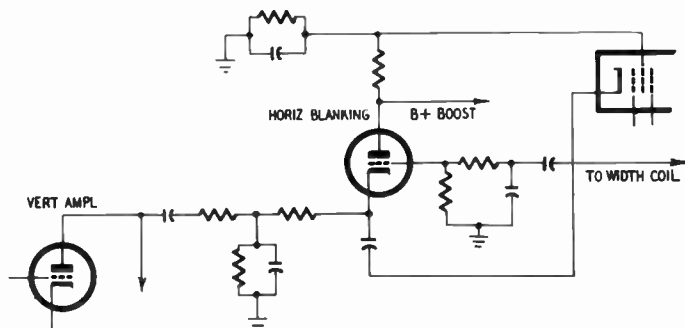 HORIZ BLANKING
B+ BOOST
TO WIDTH COIL
VERT AMPL